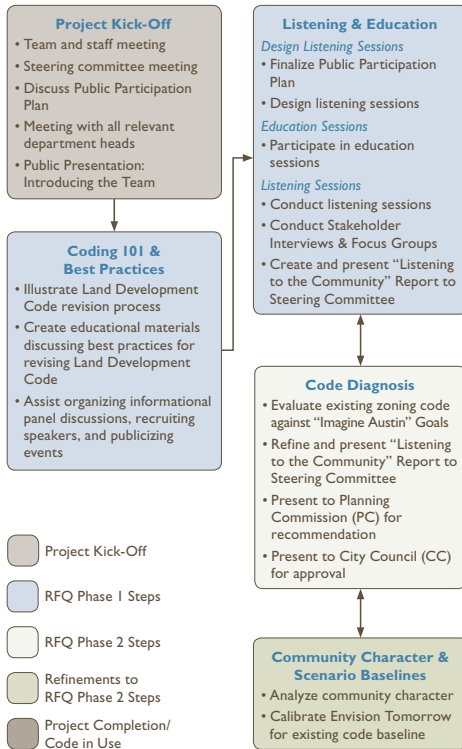 Project Kick-Off
• Team and staff meeting
• Steering committee meeting
• Discuss Public Participation
Plan
• Meeting with all relevant
department heads
• Public Presentation:
Introducing the Team
Coding 101 &
Best Practices
• Illustrate Land Development
Code revision process
• Create educational materials
discussing best practices for
revising Land Development
Code
• Assist organizing informational
panel discussions, recruiting
speakers, and publicizing
events
Listening & Education
Design Listening Sessions
• Finalize Public Participation
Plan
• Design listening sessions
Education Sessions
• Participate in education
sessions
Listening Sessions
• Conduct listening sessions
• Conduct Stakeholder
Interviews & Focus Groups
• Create and present “Listening
to the Community” Report to
Steering Committee
Code Diagnosis
• Evaluate existing zoning code
against “Imagine Austin” Goals
• Refine and present “Listening
to the Community” Report to
Steering Committee
• Present to Planning
Commission (PC) for
recommendation
• Present to City Council (CC)
for approval
Community Character &
Scenario Baselines
• Analyze community character
• Calibrate Envision Tomorrow
for existing code baseline
Project Kick-Off
RFQ Phase 1 Steps
RFQ Phase 2 Steps
Refinements to
RFQ Phase 2 Steps
Project Completion/
Code in Use